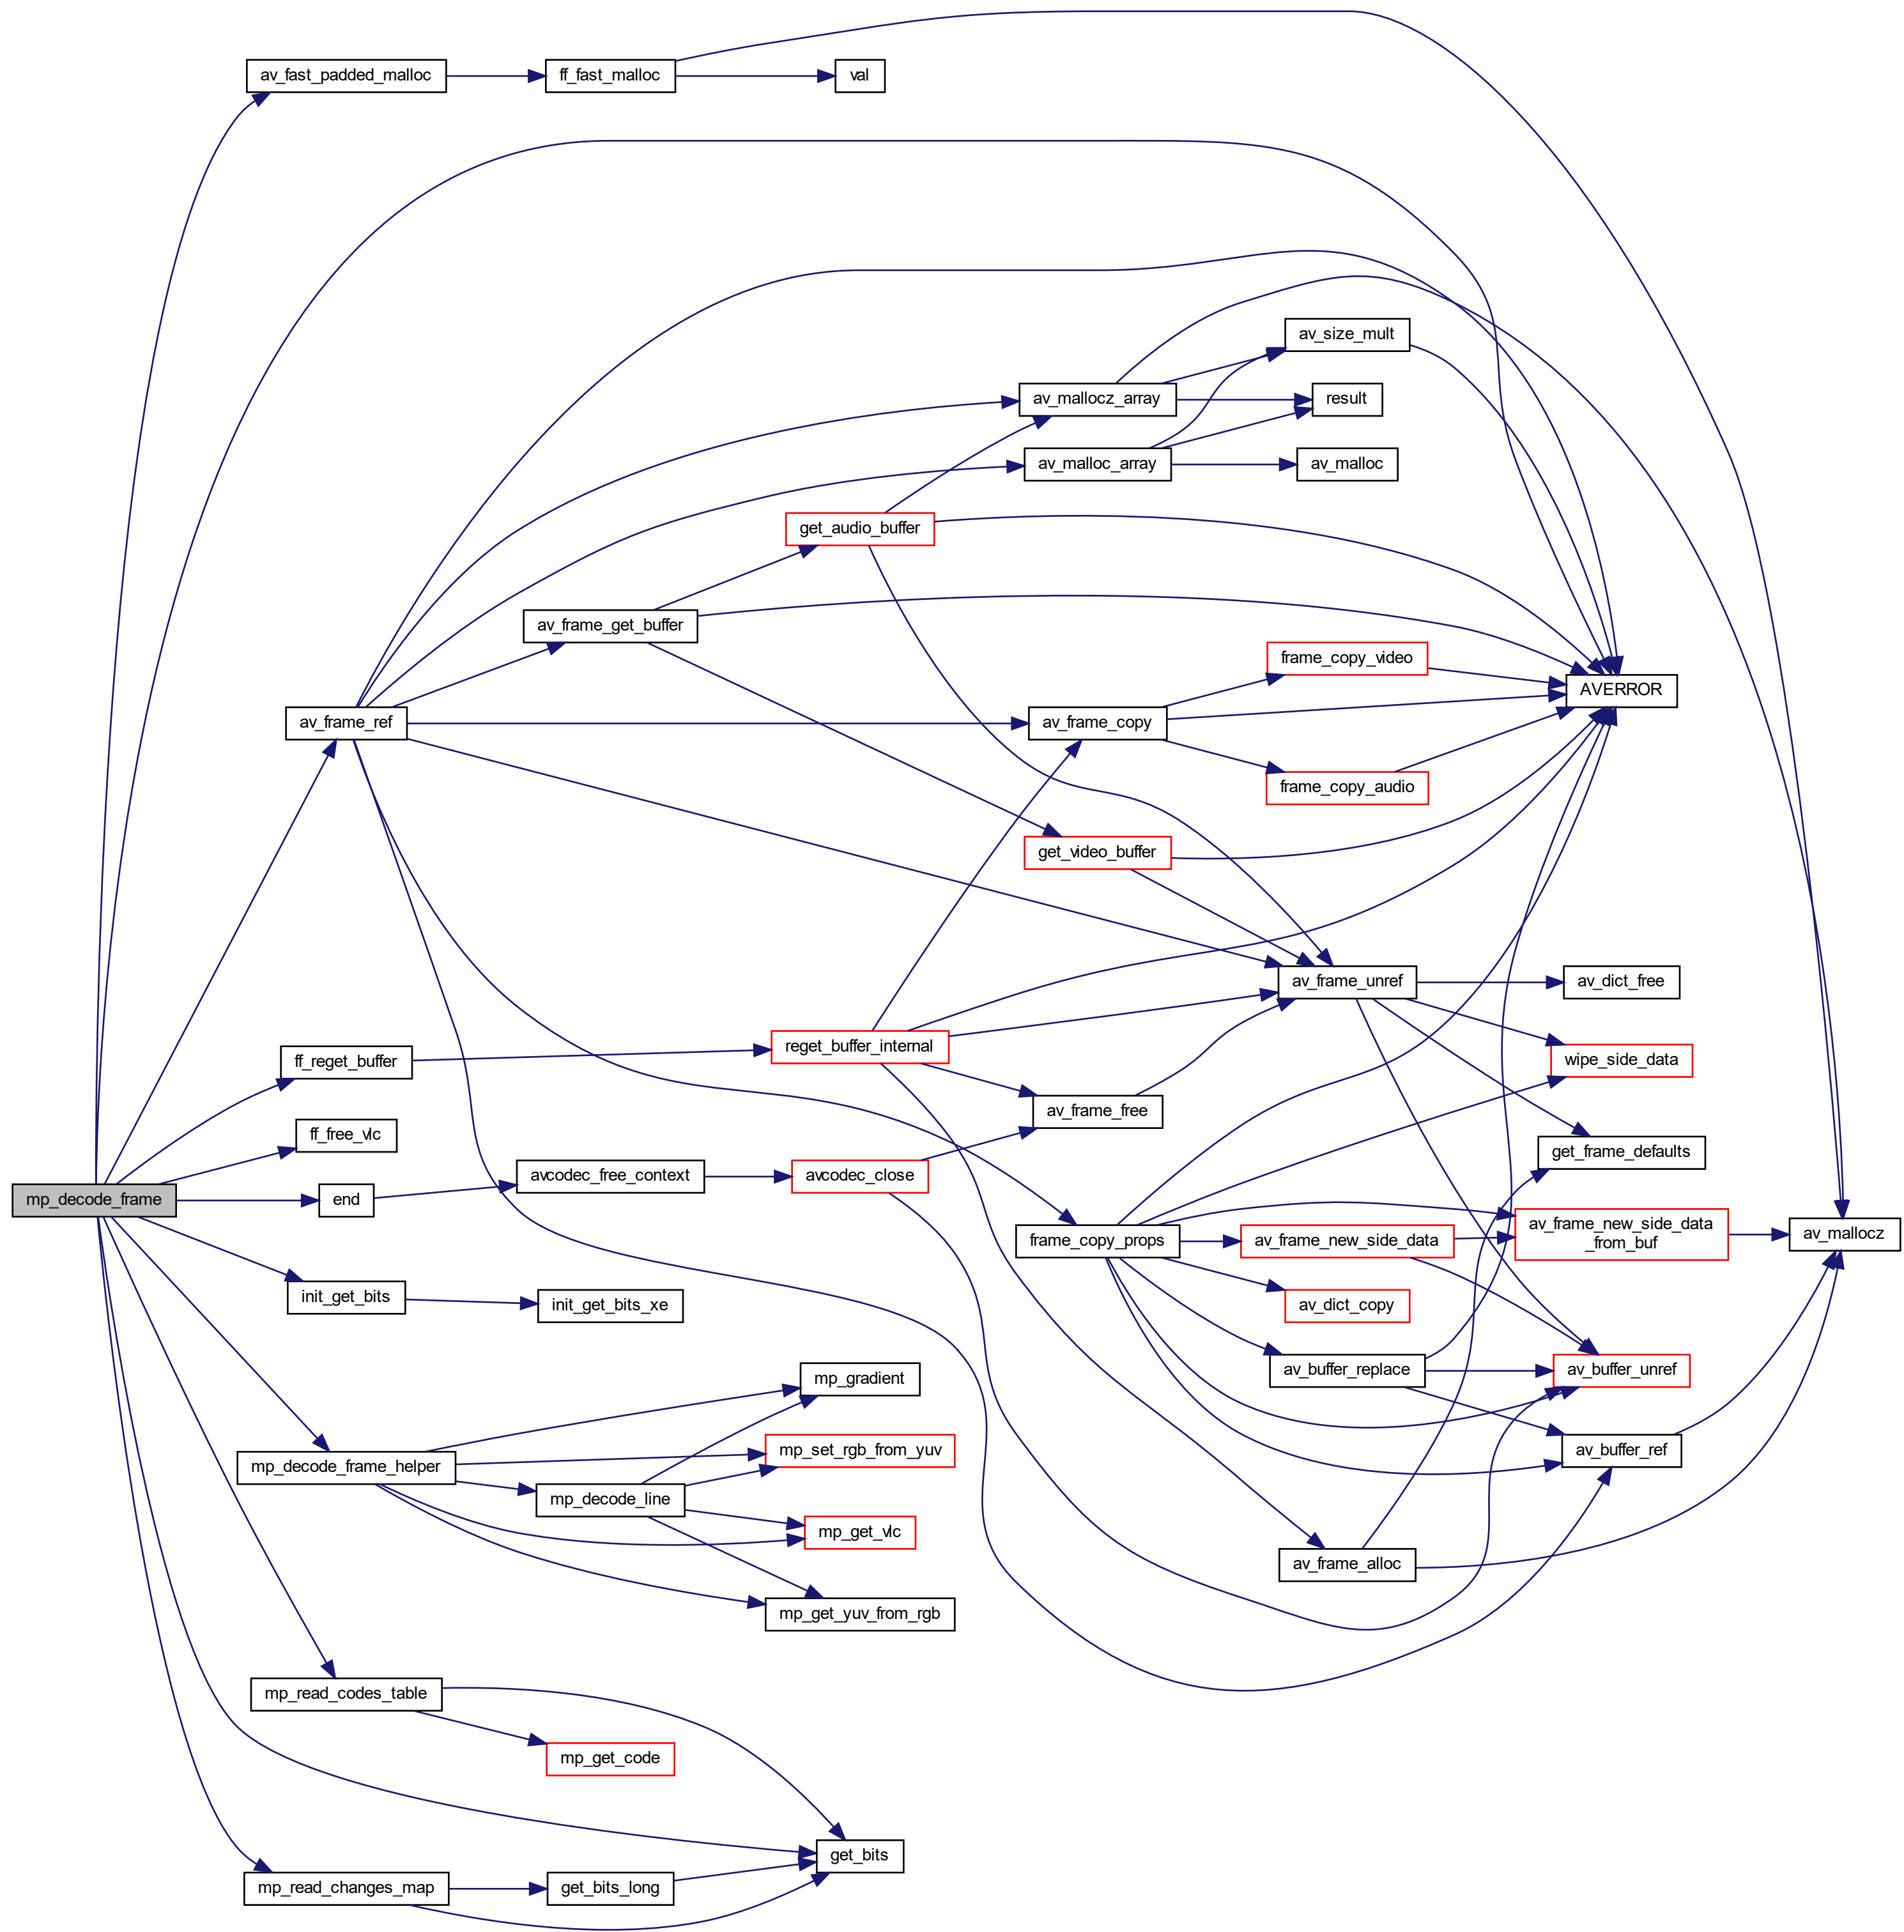 av_fast_padded_malloc
ff_fast_malloc
val
av_size_mult
av_mallocz_array
result
av_malloc_array
av_malloc
get_audio_buffer
av_frame_get_buffer
frame_copy_video
AVERROR
av_frame_ref
av_frame_copy
frame_copy_audio
get_video_buffer
av_frame_unref
av_dict_free
reget_buffer_internal
ff_reget_buffer
wipe_side_data
av_frame_free
ff_free_vlc
get_frame_defaults
avcodec_free_context
avcodec_close
mp_decode_frame
end
frame_copy_props
av_frame_new_side_data
av_frame_new_side_data
_from_buf
av_mallocz
init_get_bits
init_get_bits_xe
av_dict_copy
av_buffer_replace
av_buffer_unref
mp_gradient
mp_set_rgb_from_yuv
av_buffer_ref
mp_decode_frame_helper
mp_decode_line
mp_get_vlc
av_frame_alloc
mp_get_yuv_from_rgb
mp_read_codes_table
mp_get_code
get_bits
mp_read_changes_map
get_bits_long